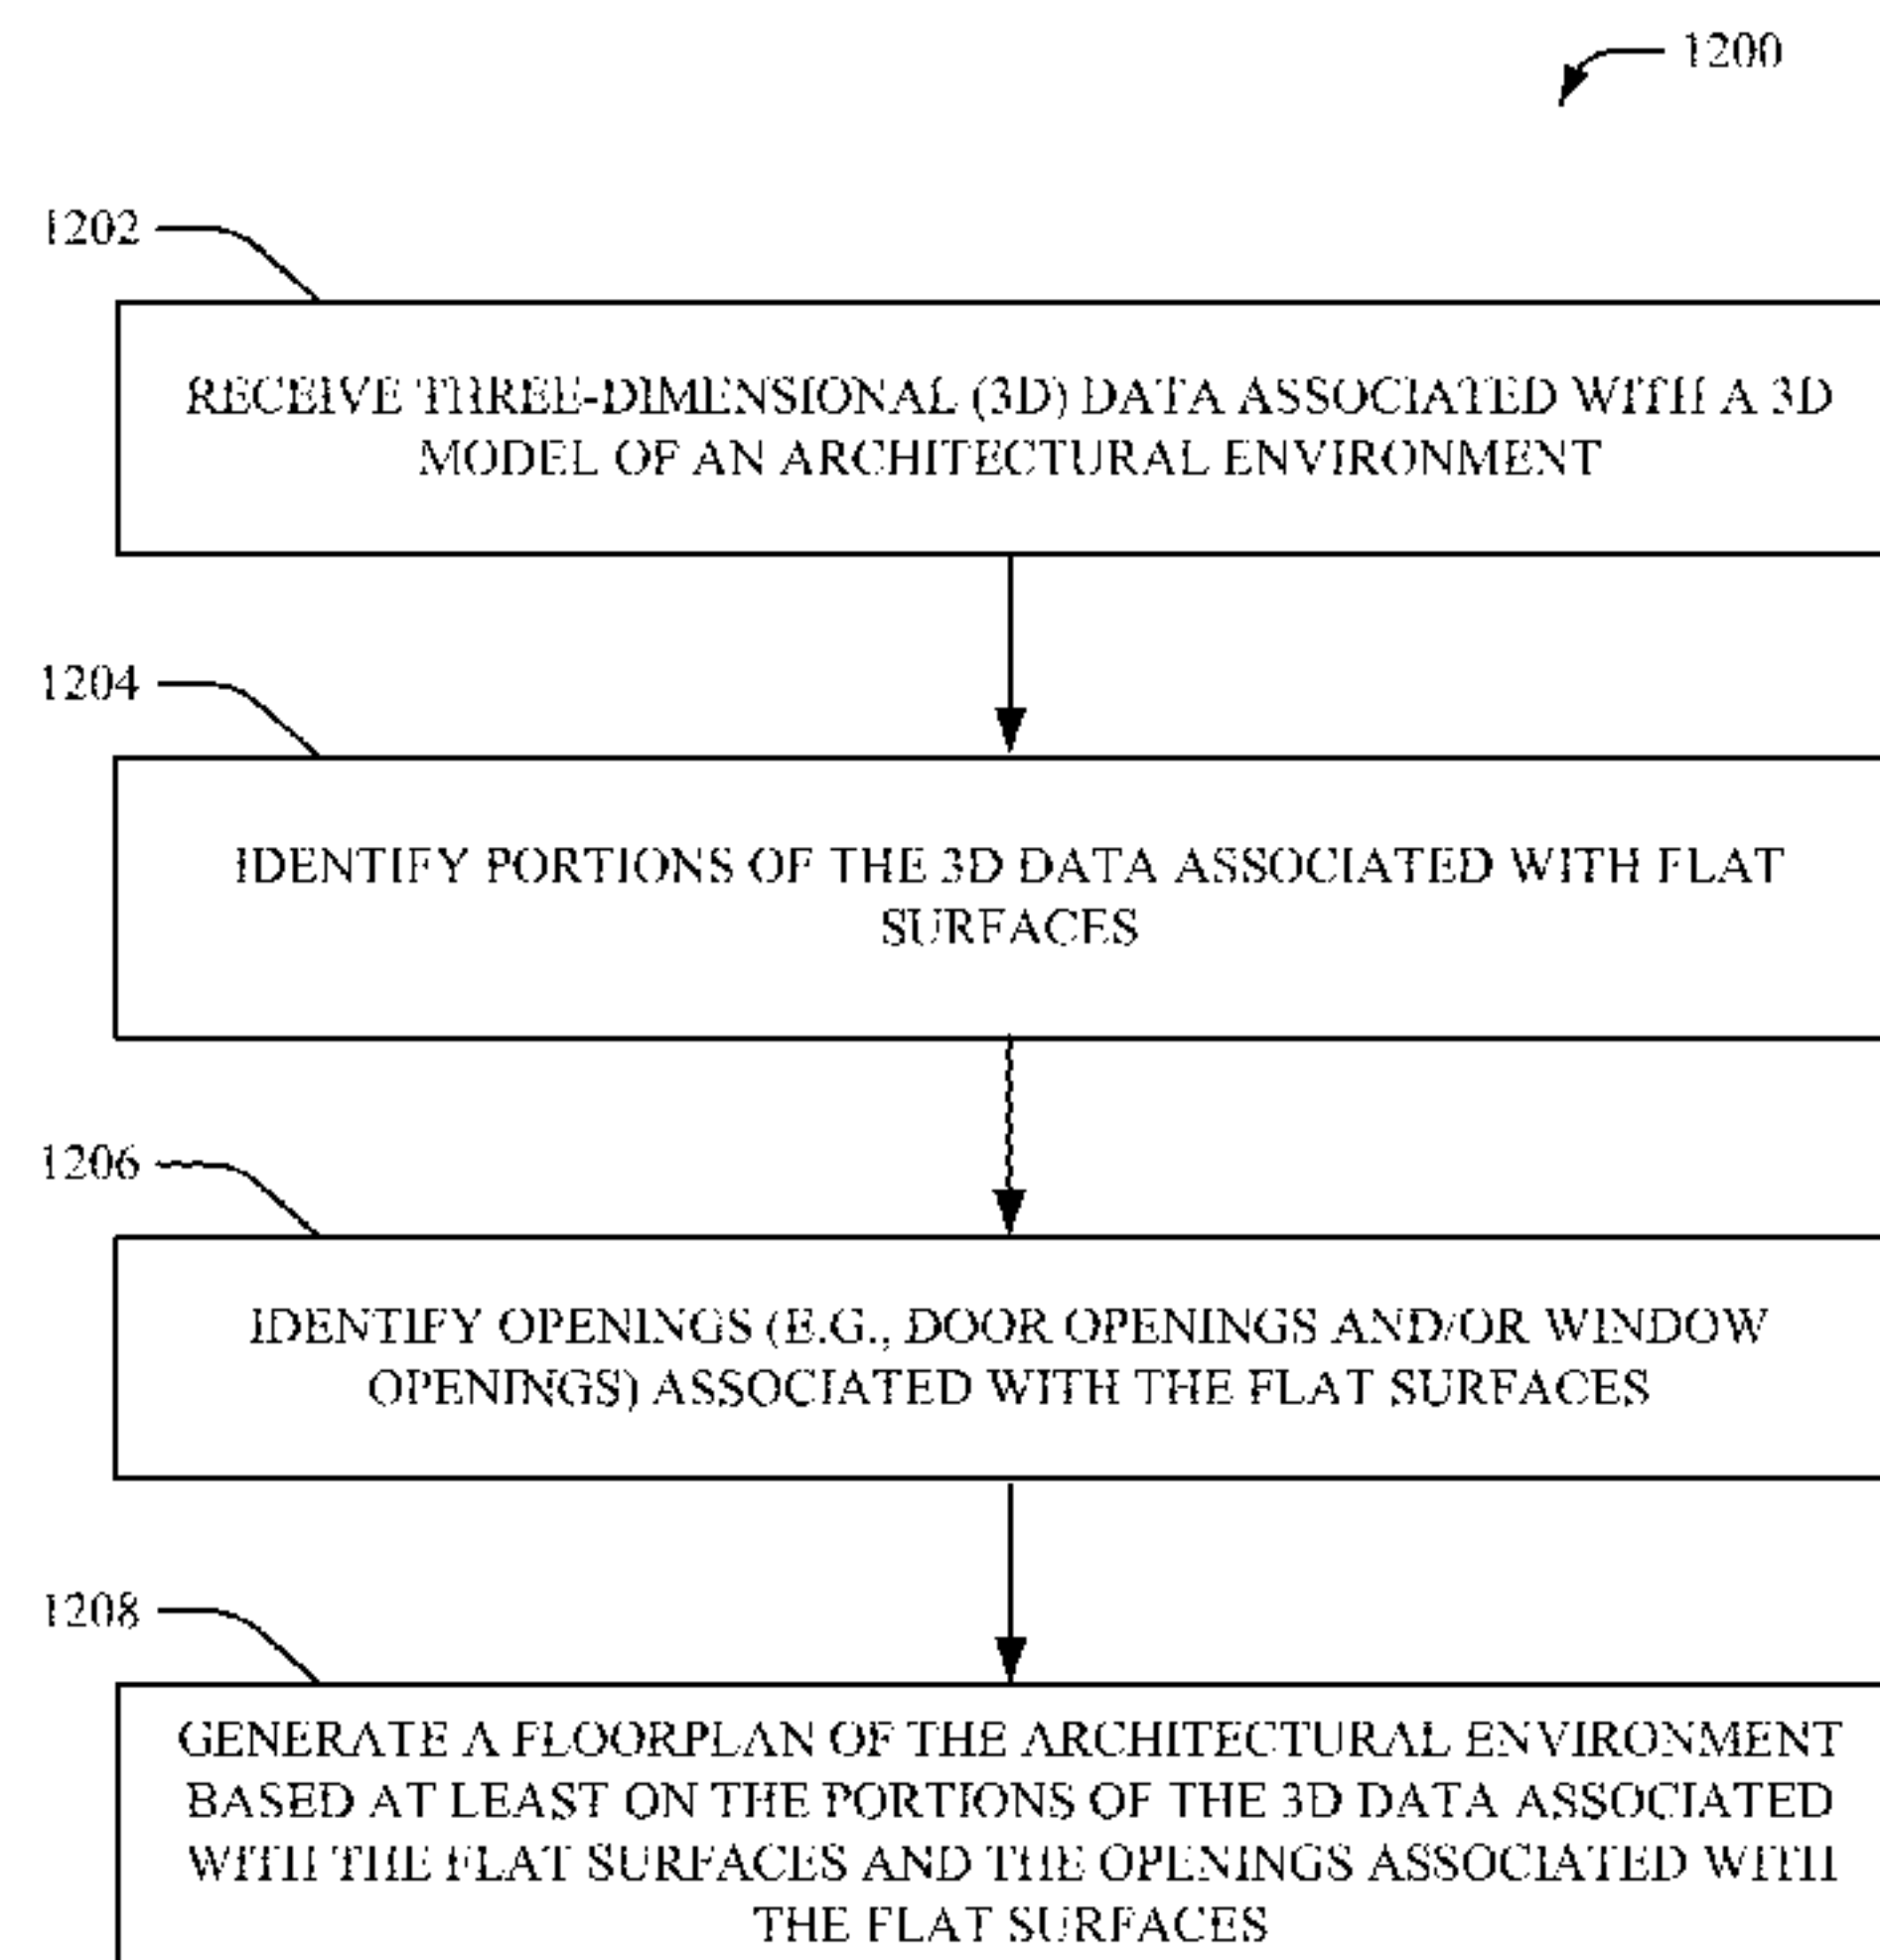 1200
1202
RECEIVE THREE-DIMENSIONAL (3D) DATA ASSOCIATED WITH A 3D
MODEL OF AN ARCHITECTURAL ENVIRONMENT
1204
IDENTIFY PORTIONS OF THE 3D DATA ASSOCIATED WITH FLAT
SURFACES
1206
IDENTIFY OPENINGS (E.G., DOOR OPENINGS AND/OR WINDOW
OPENINGS) ASSOCIATED WITH THE FLAT SURFACES
1208
GENERATE A FLOORPLAN OF THE ARCHITECTURAL ENVIRONMENT
BASED AT LEAST ON THE PORTIONS OF THE 3D DATA ASSOCIATED
WITH THE FLAT SURFACES AND THE OPENINGS ASSOCIATED WITH
THE FLAT SURFACES